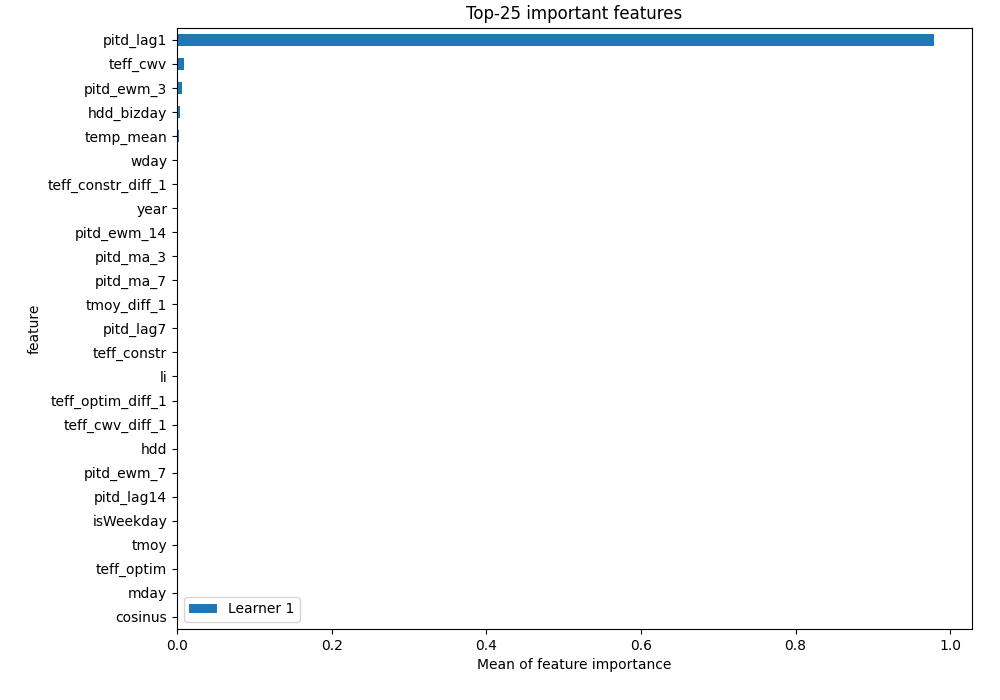 Top-25 important features
pitd_lag1
teff_cwv
pitd_ewm_3
hdd_bizday
temp_mean
wday
teff_constr_diff_1
year
pitd_ewm_14
pitd_ma_3
pitd_ma_7
tmoy_diff_1
pitd_lag7
teff_constr
li
teff_optim_diff_1
teff_cwv_diff_1
hdd
pitd_ewm_7
pitd_lag14
isWeekday
tmoy
teff_optim
mday
cosinus
feature
Learner 1
0.0 0.2 0.4 0.6 0.8 1.0
Mean of feature importance